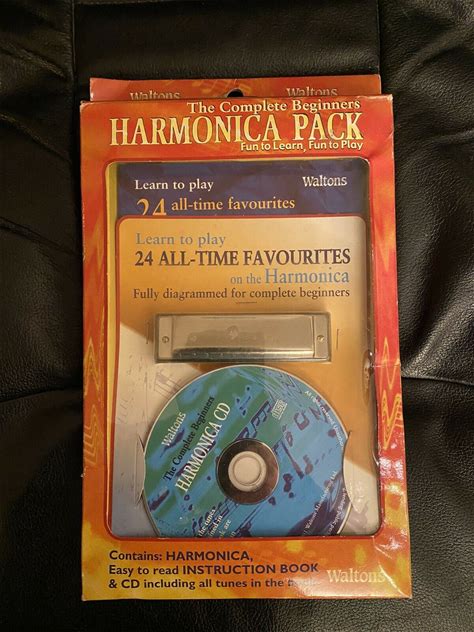 Waltons Waltons
The Complete Beginners
HARMONICA PACK
Fun to Learn, Fun to Play
Learn to play Waltons
24 all-time favourites
Learn to play
24 ALL-TIME FAVOURITES
on the Harmonica
Fully diagrammed for complete beginners
Waltons
The Complete Beginners
HARMONICA CD
Contains: HARMONICA,
Easy to read INSTRUCTION BOOK
& CD including all tunes in the
Waltons